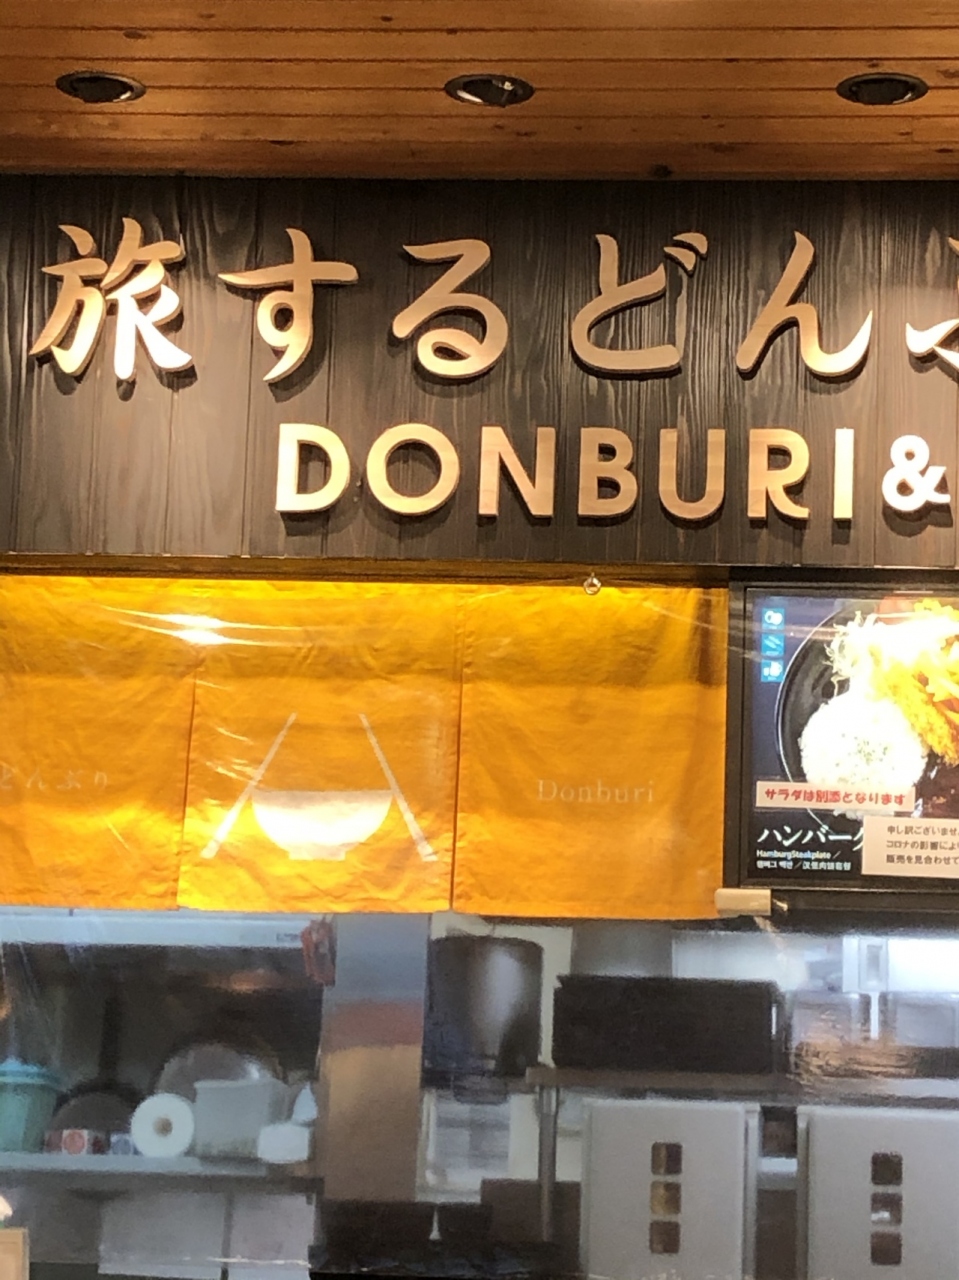 旅するどん
DONBURI &
どんぶり
Donburi
サラダは別添となります
ハンバーグ
HamburgSteakplate /
申し訳ございませ
コロナの影響によ
販売を見合わせて